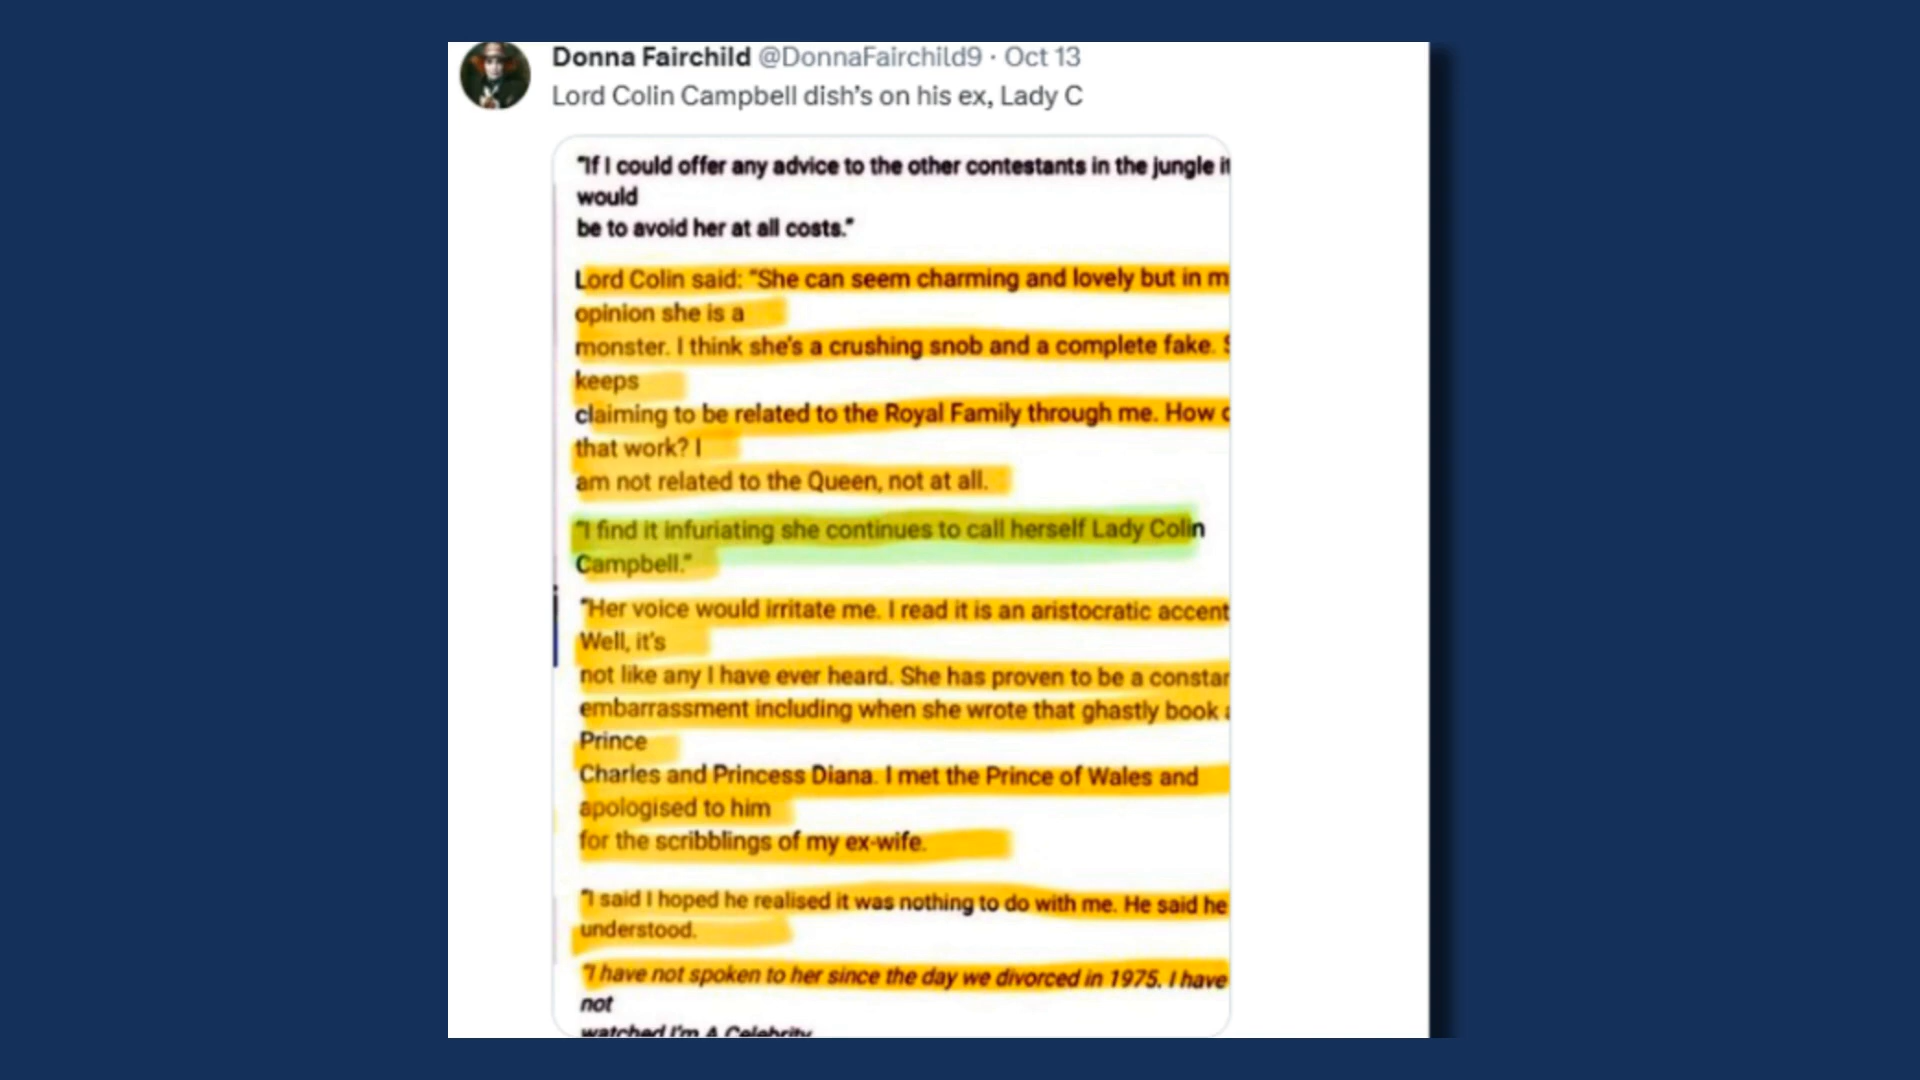 Donna Fairchild @DonnaFairchild9 · Oct 13
Lord Colin Campbell dish's on his ex, Lady C
"If I could offer any advice to the other contestants in the jungle it
would
be to avoid her at all costs."
Lord Colin said: "She can seem charming and lovely but in m
opinion she is a
monster. I think she's a crushing snob and a complete fake. S
keeps
claiming to be related to the Royal Family through me. How
that work? I
am not related to the Queen, not at all.
"I find it infuriating she continues to call herself Lady Colin
Campbell."
"Her voice would irritate me. I read it is an aristocratic accent
Well, it's
not like any I have ever heard. She has proven to be a constan
embarrassment including when she wrote that ghastly book a
Prince
Charles and Princess Diana. I met the Prince of Wales and
apologised to him
for the scribblings of my ex-wife.
"I said I hoped he realised it was nothing to do with me. He said he
understood.
"I have not spoken to her since the day we divorced in 1975. I have
not
watched I'm A Celebrity